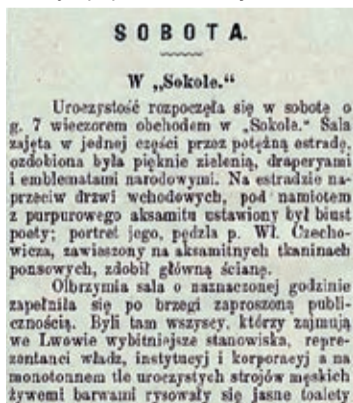 SOBOTA.
W „Sokole."
Uroczystość rozpoczęła się w sobotę o
g. 7 wieczorem obchodem w „Sokole." Sala
zajęta w jednej części przez potężną estradę,
ozdobiona była pięknie zielenią, draperyami
i emblematami narodowymi. Na estradzie na-
przeciw drzwi wchodowych, pod namiotem
z purpurowego aksamitu ustawiony był biust
poety; portret jego, pędzla p. Wł. Czecho-
wicza, zawieszony na aksamitnych tkaninach
ponsowych, zdobił główną ścianę.
Olbrzymia sala o naznaczonej godzinie
zapełniła się po brzegi zaproszoną publi-
cznością. Byli tam wszyscy, którzy zajmują
we Lwowie wybitniejsze stanowiska, repre-
zentanci władz, instytucyj i korporacyj a na
monotonnem tle uroczystych strojów męskich
żywemi barwami rysowały się jasne toalety